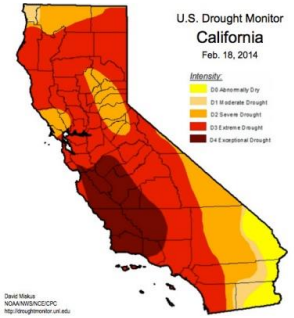 U.S. Drought Monitor
California
Feb. 18, 2014
Intensity:
D0 Abnormally Dry
D1 Moderate Drought
D2 Severe Drought
D3 Extreme Drought
D4 Exceptional Drought
David Miskus
NOAA/NWS/NCEP/CPC
http://droughtmonitor.unl.edu